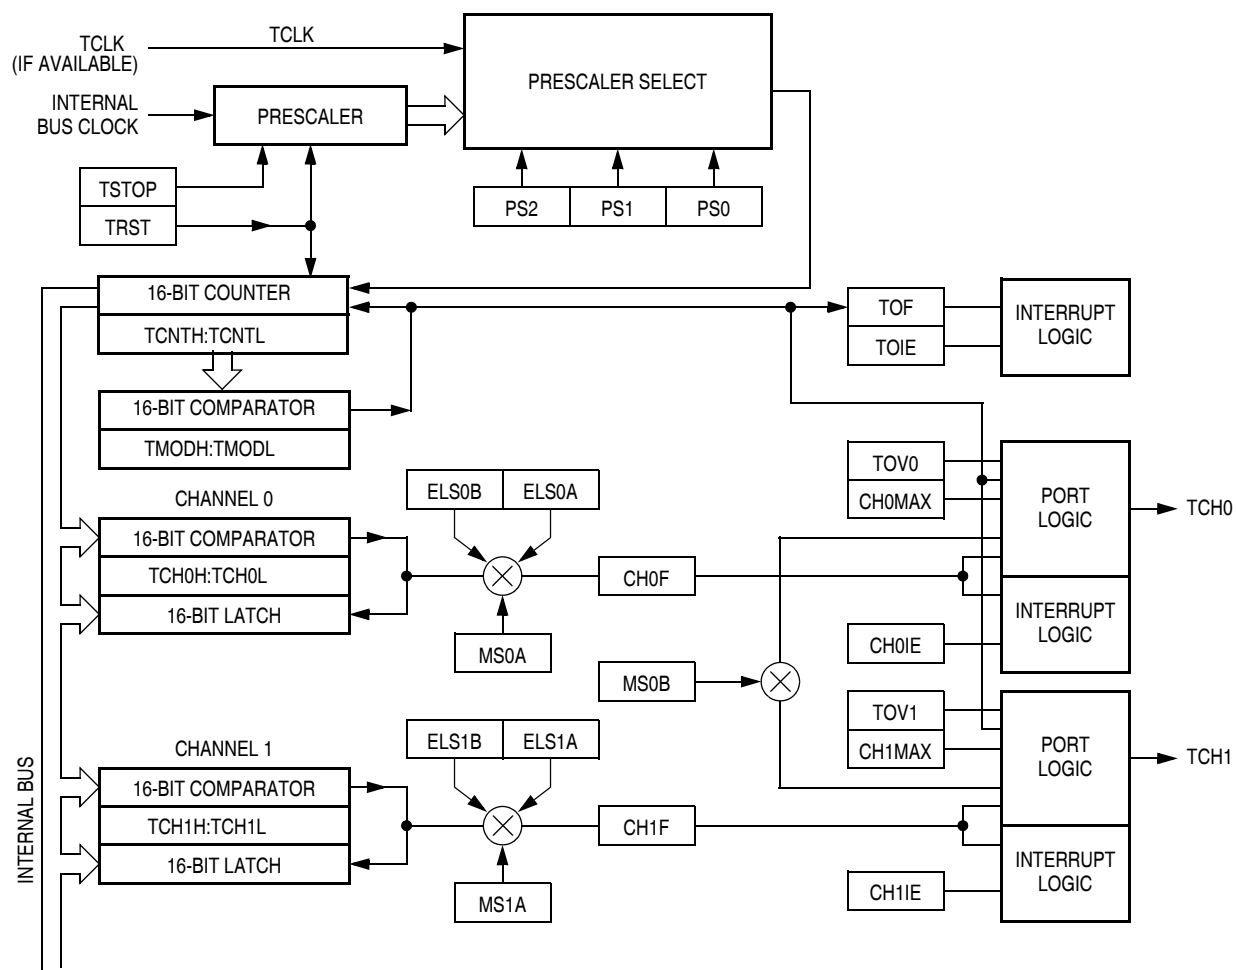 TCLK
(IF AVAILABLE)
TCLK
PRESCALER SELECT
INTERNAL
BUS CLOCK
PRESCALER
TSTOP
TRST
PS2
PS1
PS0
16-BIT COUNTER
TCNTH:TCNTL
TOF
TOIE
INTERRUPT
LOGIC
16-BIT COMPARATOR
TMODH:TMODL
CHANNEL 0
ELS0B
ELS0A
TOV0
CH0MAX
PORT
LOGIC
TCH0
16-BIT COMPARATOR
TCH0H:TCH0L
16-BIT LATCH
CH0F
MS0A
INTERRUPT
LOGIC
CH0IE
MS0B
CHANNEL 1
ELS1B
ELS1A
TOV1
CH1MAX
PORT
LOGIC
TCH1
16-BIT COMPARATOR
TCH1H:TCH1L
16-BIT LATCH
CH1F
MS1A
INTERRUPT
LOGIC
CH1IE
INTERNAL BUS